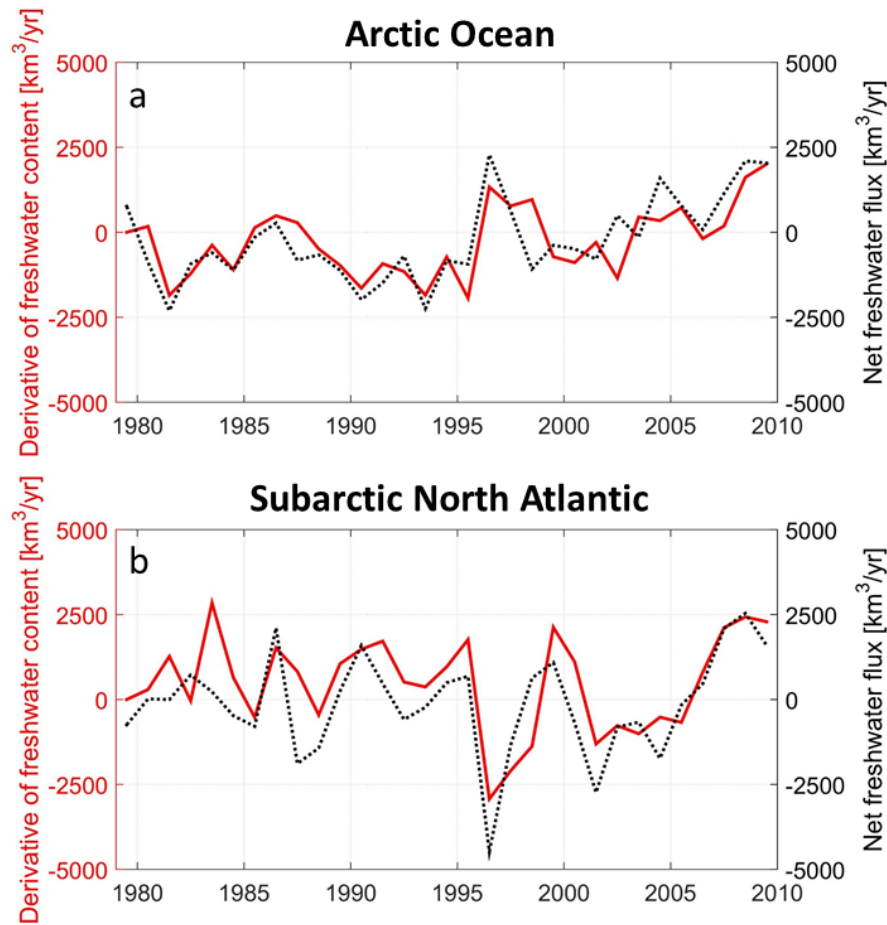 Arctic Ocean
Derivative of freshwater content [km³/yr]
Net freshwater flux [km³/yr]
a
5000 5000
2500 2500
0 0
-2500 -2500
-5000 -5000
1980 1985 1990 1995 2000 2005 2010
Subarctic North Atlantic
Derivative of freshwater content [km³/yr]
Net freshwater flux [km³/yr]
b
5000 5000
2500 2500
0 0
-2500 -2500
-5000 -5000
1980 1985 1990 1995 2000 2005 2010